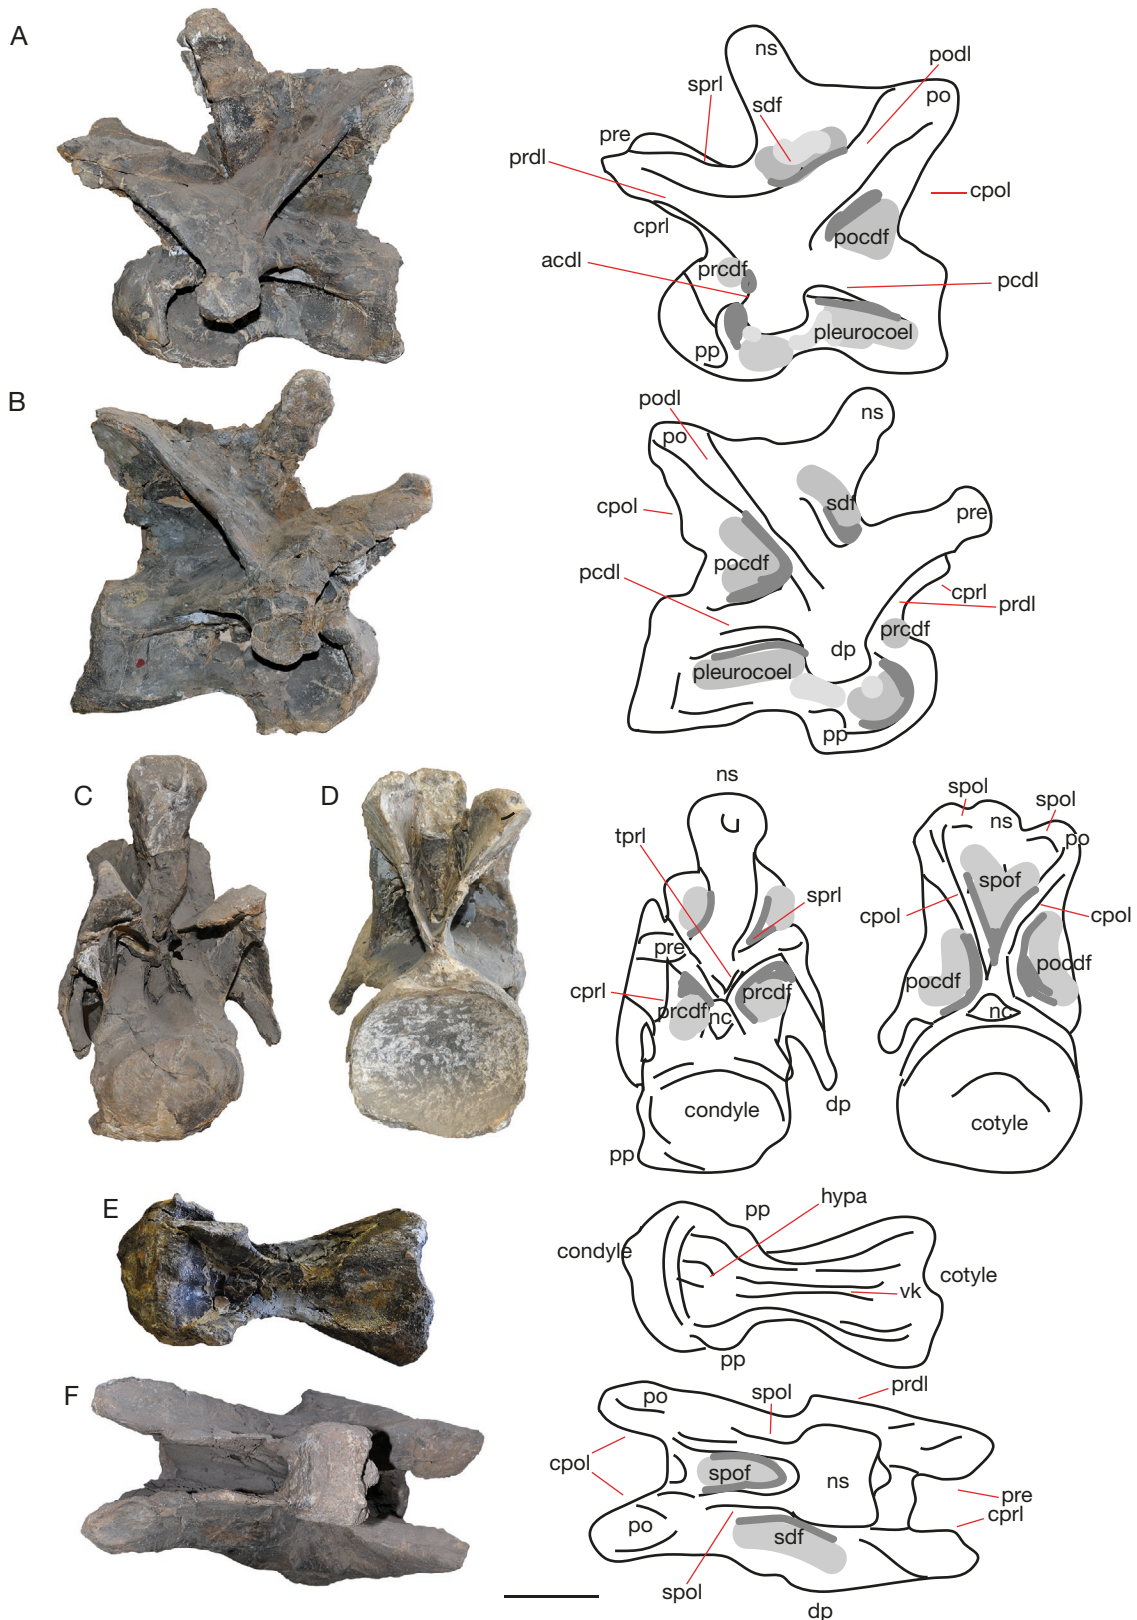 A
ns
podl
sprl
sdf
po
pre
prdl
cpol
cprl
pocdf
acdl
prcdf
pcdl
pleurocoel
pp
B
podl
ns
po
cpol
sdf
pre
pocdf
pcdl
cprl
prdl
prcdf
dp
pleurocoel
pp
C
D
ns
tprl
sprl
pre
cprl
prcdf
prcdf
nc
condyle
dp
pp
spol
spol
ns
po
spof
cpol
cpol
pocdf
pocdf
nc
cotyle
E
pp
hypa
condyle
cotyle
vk
pp
F
po
spol
prdl
cpol
spof
ns
pre
cprl
po
sdf
spol
dp